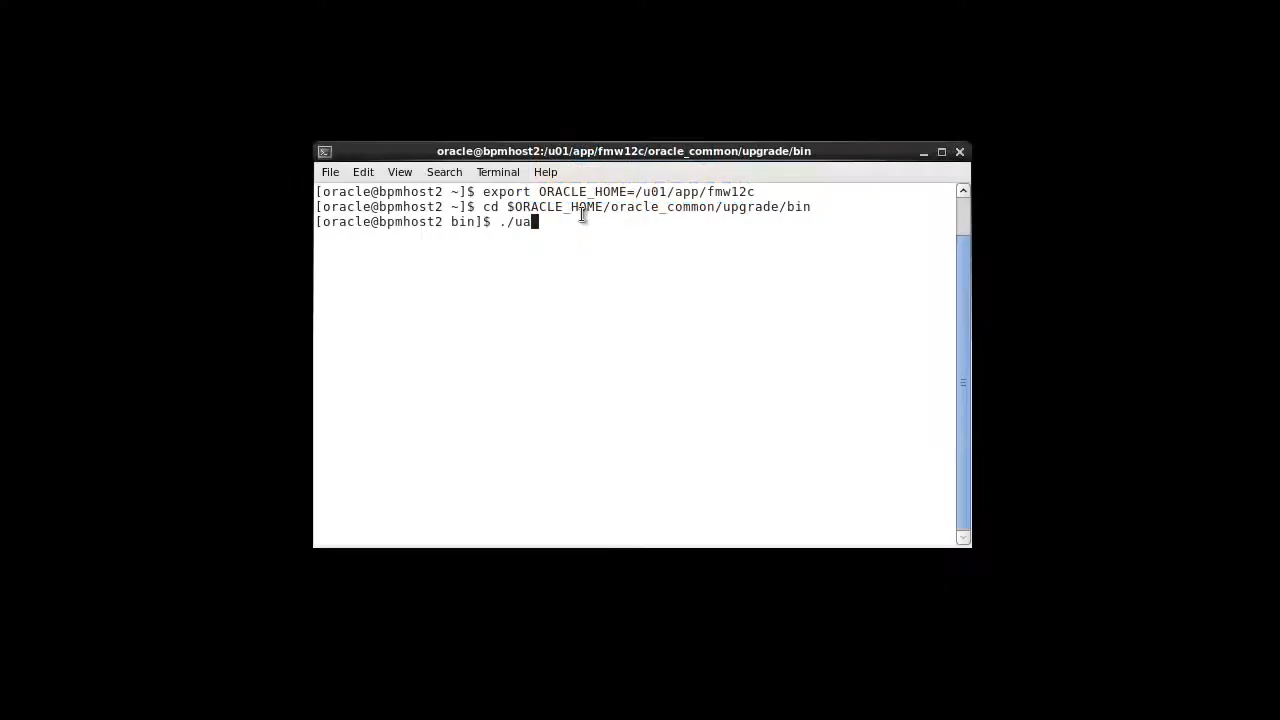 oracle@bpmhost2:/u01/app/fmw12c/oracle_common/upgrade/bin
File Edit View Search Terminal Help
[oracle@bpmhost2 ~]$ export ORACLE_HOME=/u01/app/fmw12c
[oracle@bpmhost2 ~]$ cd $ORACLE_HOME/oracle_common/upgrade/bin
[oracle@bpmhost2 bin]$ ./ua